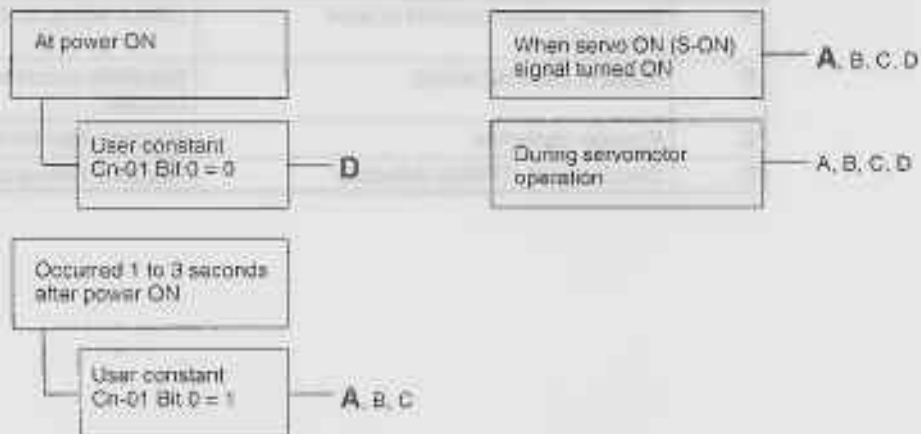 At power ON
User constant
Cn-01 Bit 0 = 0
D
When servo ON (S-ON)
signal turned ON
A, B, C, D
During servomotor
operation
A, B, C, D
Occurred 1 to 3 seconds
after power ON
User constant
Cn-01 Bit 0 = 1
A, B, C